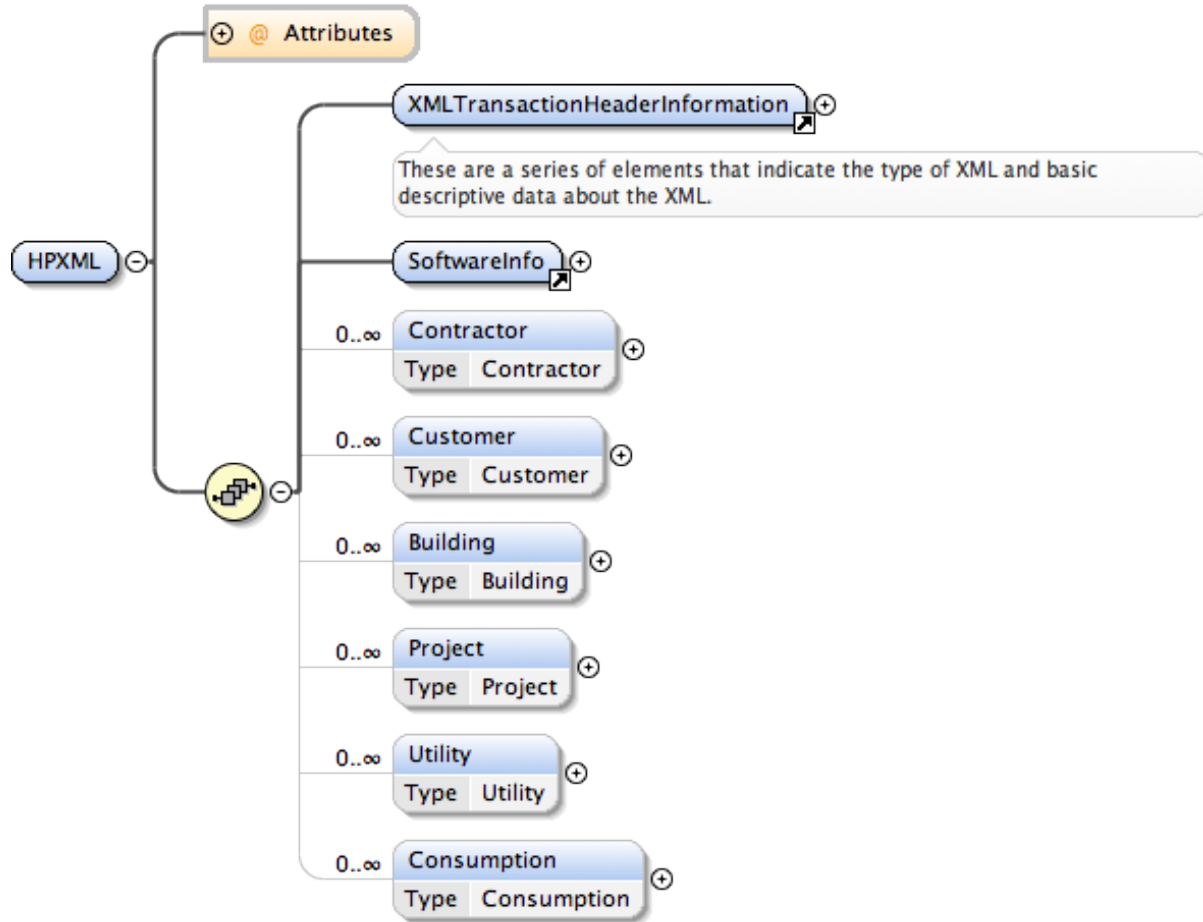 @ Attributes
XMLTransactionHeaderInformation
These are a series of elements that indicate the type of XML and basic
descriptive data about the XML.
HPXML
SoftwareInfo
0..∞ Contractor
Type Contractor
0..∞ Customer
Type Customer
0..∞ Building
Type Building
0..∞ Project
Type Project
0..∞ Utility
Type Utility
0..∞ Consumption
Type Consumption